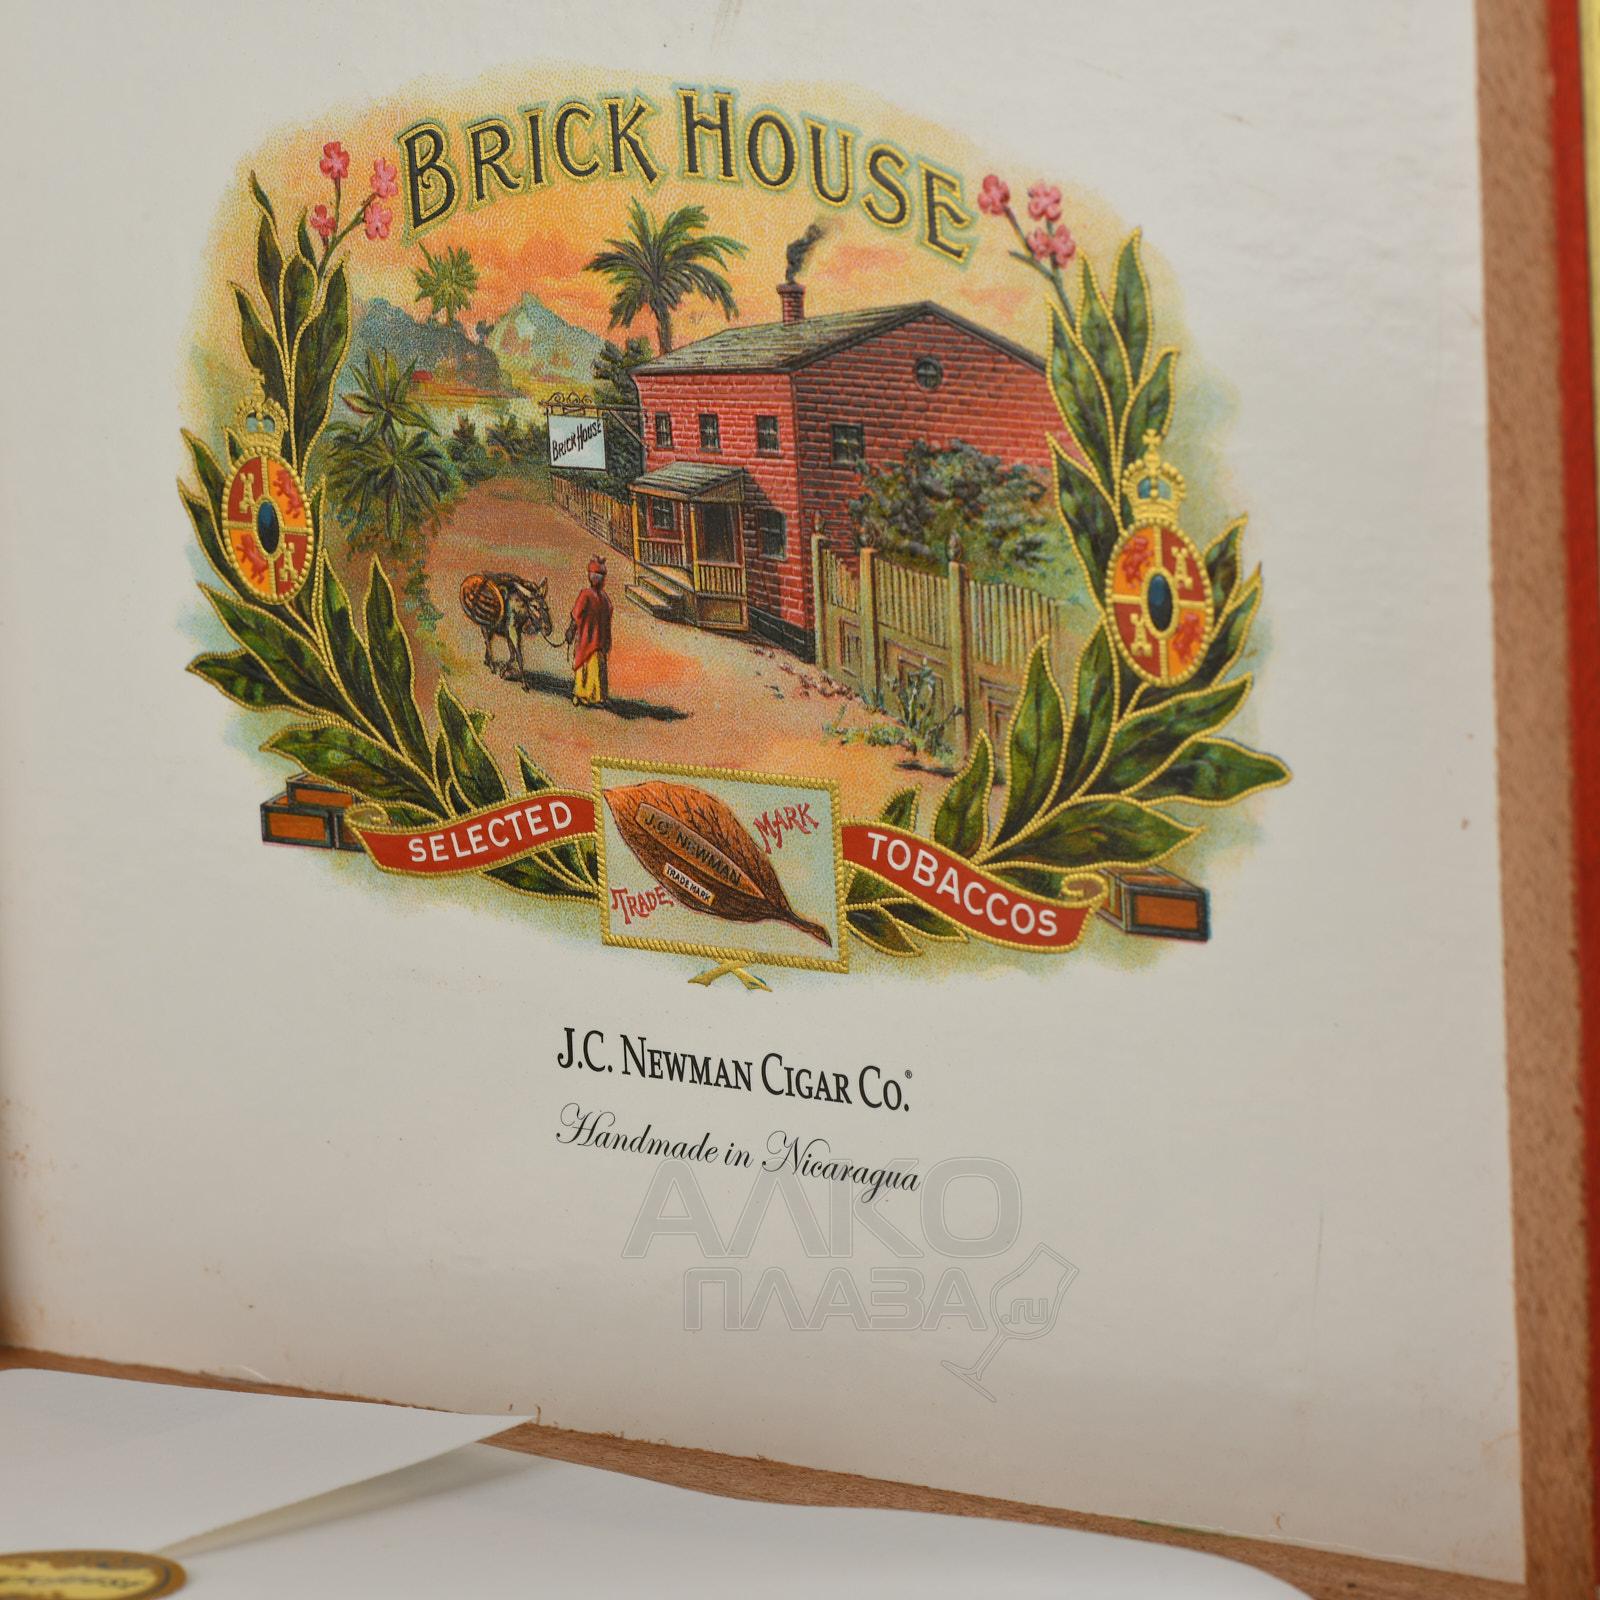 BRICK HOUSE
BRICK HOUSE
SELECTED
J.C. NEWMAN
TRADE MARK
TRADE
MARK
TOBACCOS
J.C. NEWMAN CIGAR CO.®
Handmade in Nicaragua
АЛКО
ПЛАЗА
.ru